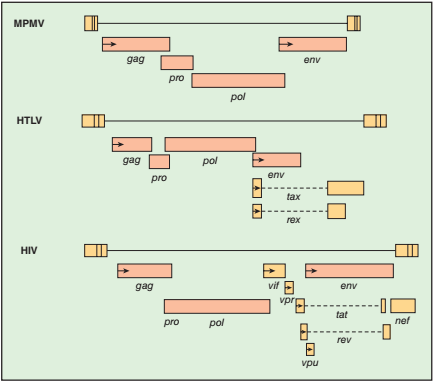 MPMV
gag
env
pro
pol
HTLV
gag
pol
env
pro
tax
rex
HIV
gag
vif
env
vpr
pro
pol
tat
nef
rev
vpu